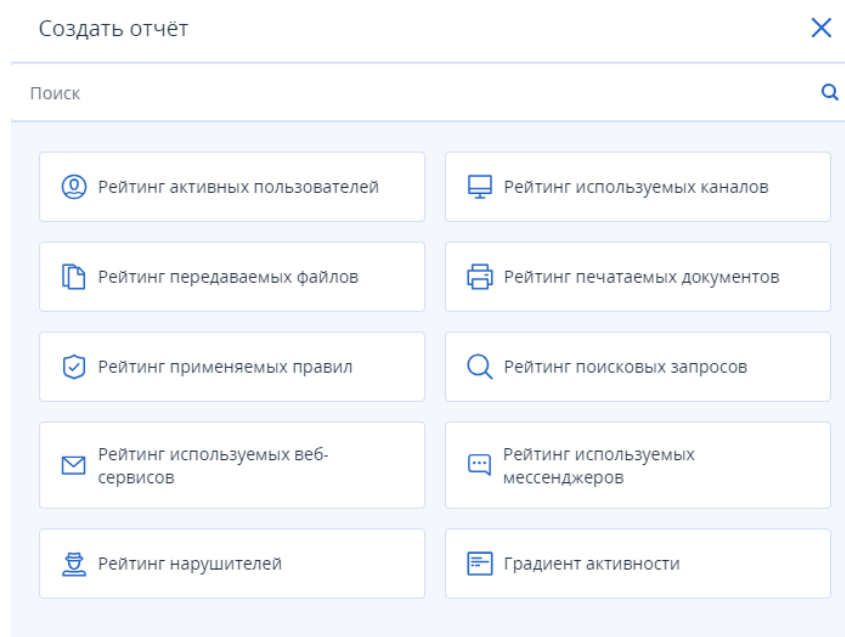 Создать отчёт
Поиск
Рейтинг активных пользователей
Рейтинг используемых каналов
Рейтинг передаваемых файлов
Рейтинг печатаемых документов
Рейтинг применяемых правил
Рейтинг поисковых запросов
Рейтинг используемых веб-
сервисов
Рейтинг используемых
мессенджеров
Рейтинг нарушителей
Градиент активности